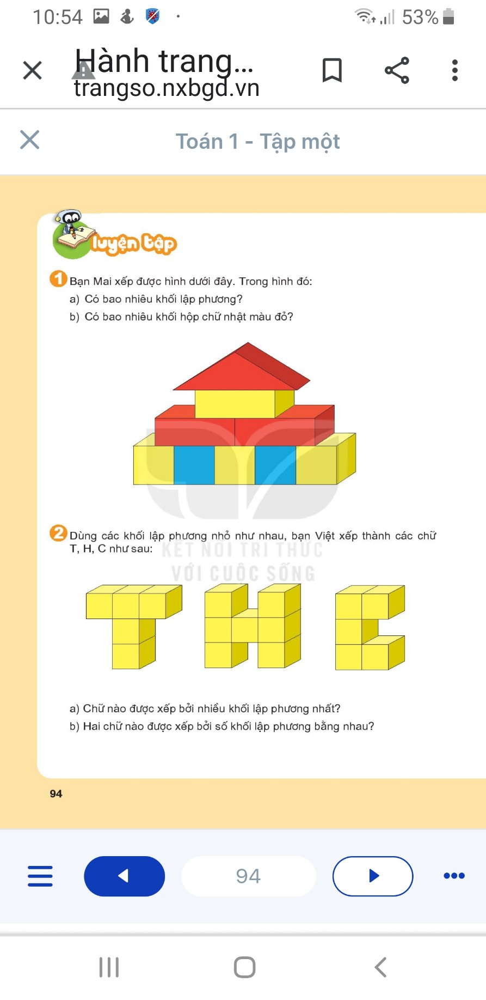 10:54
53%
Hành trang...
trangso.nxbgd.vn
Toán 1 - Tập một
luyện tập
1 Bạn Mai xếp được hình dưới đây. Trong hình đó:
a) Có bao nhiêu khối lập phương?
b) Có bao nhiêu khối hộp chữ nhật màu đỏ?
2 Dùng các khối lập phương nhỏ như nhau, bạn Việt xếp thành các chữ
T, H, C như sau:
KẾT NỐI TRI THỨC
VỚI CUỘC SỐNG
a) Chữ nào được xếp bởi nhiều khối lập phương nhất?
b) Hai chữ nào được xếp bởi số khối lập phương bằng nhau?
94
94